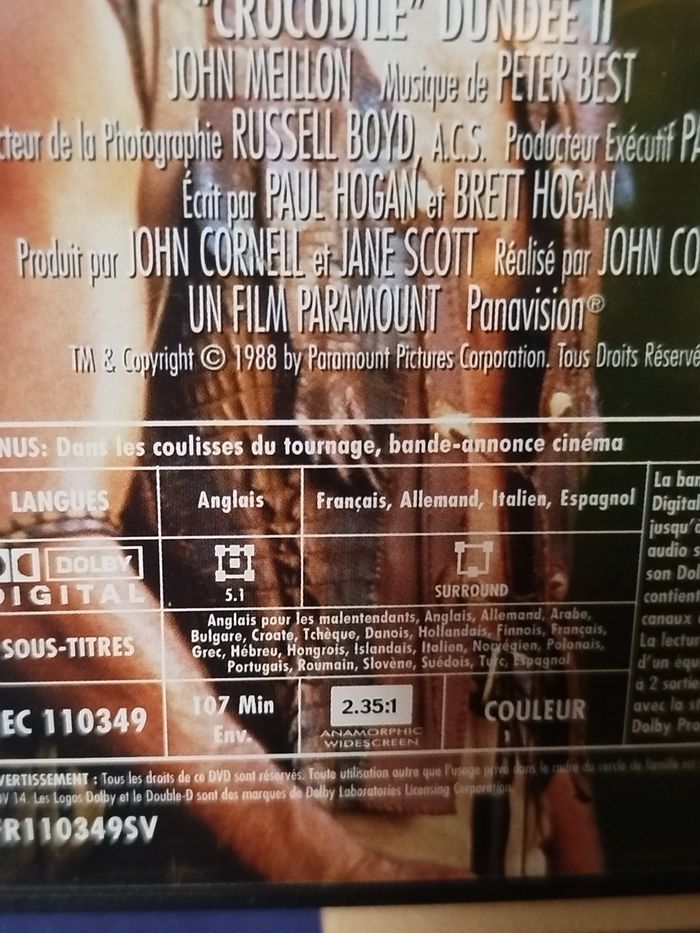 "CROCODILE" DUNDEE II
JOHN MEILLON Musique de PETER BEST
cteur de la Photographie RUSSELL BOYD, A.C.S. Producteur Exécutif PA
Écrit par PAUL HOGAN et BRETT HOGAN
Produit par JOHN CORNELL et JANE SCOTT Réalisé par JOHN CO
UN FILM PARAMOUNT Panavision®
TM & Copyright © 1988 by Paramount Pictures Corporation. Tous Droits Réservé
NUS: Dans les coulisses du tournage, bande-annonce cinéma
LANGUES Anglais Français, Allemand, Italien, Espagnol
DOLBY
DIGITAL 5.1 SURROUND
SOUS-TITRES
Anglais pour les malentendants, Anglais, Allemand, Arabe,
Bulgare, Croate, Tchèque, Danois, Hollandais, Finnois, Français,
Grec, Hébreu, Hongrois, Islandais, Italien, Norvégien, Polonais,
Portugais, Roumain, Slovène, Suédois, Turc, Espagnol
EC 110349 107 Min Env. 2.35:1 COULEUR
ANAMORPHIC
WIDESCREEN
La ban
Digital
jusqu'à
audio s
son Dol
contient
canaux
La lectur
d'un équ
à 2 sortie
avec la s
Dolby Pro
VERTISSEMENT : Tous les droits de ce DVD sont réservés. Toute utilisation autre que l'usage privé dans le cadre du cercle de famille est
DV 14. Les Logos Dolby et le Double-D sont des marques de Dolby Laboratories Licensing Corporation.
FR110349SV